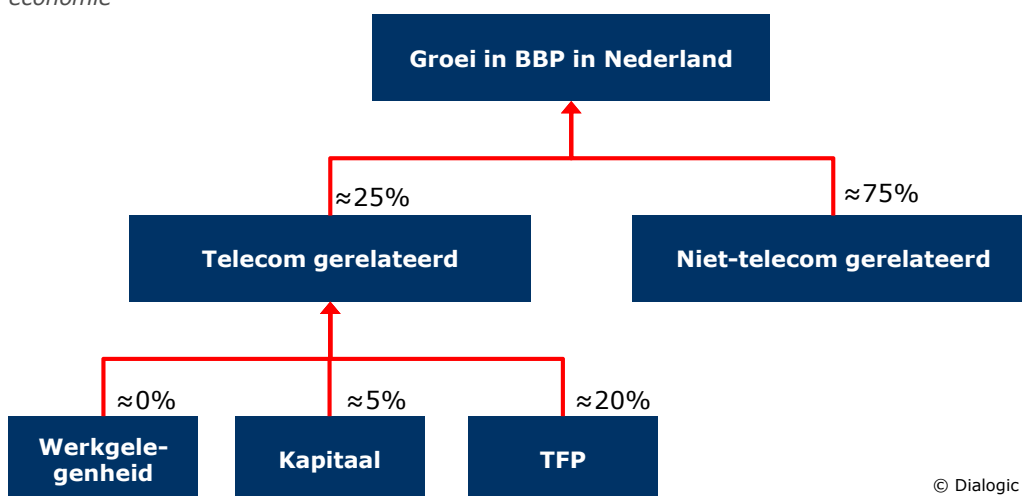 economie
Groei in BBP in Nederland
≈25%
≈75%
Telecom gerelateerd
Niet-telecom gerelateerd
≈0%
≈5%
≈20%
Werkgele-
genheid
Kapitaal
TFP
© Dialogic